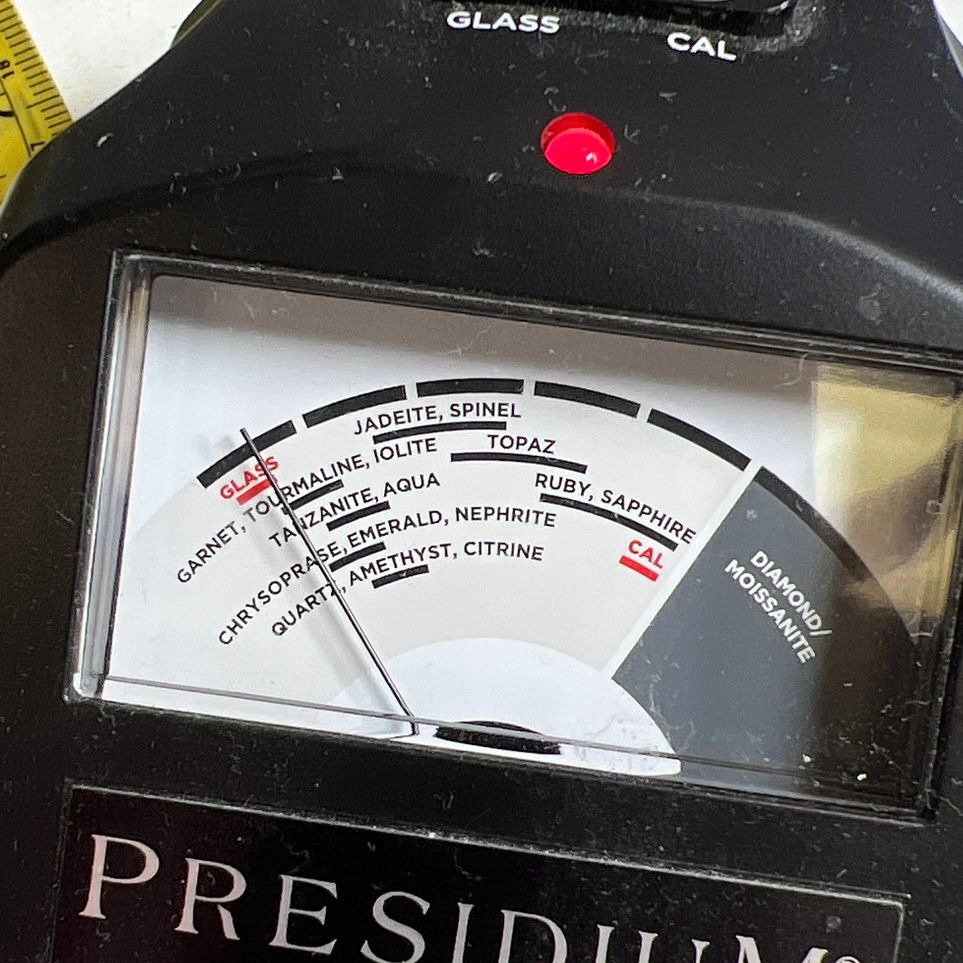 GLASS
CAL
JADEITE, SPINEL
TOPAZ
GLASS
GARNET, TOURMALINE, IOLITE
TANZANITE, AQUA
RUBY, SAPPHIRE
CHRYSOPRASE, EMERALD, NEPHRITE
CAL
QUARTZ, AMETHYST, CITRINE
DIAMOND/
MOISSANITE
PRESIDIUM®